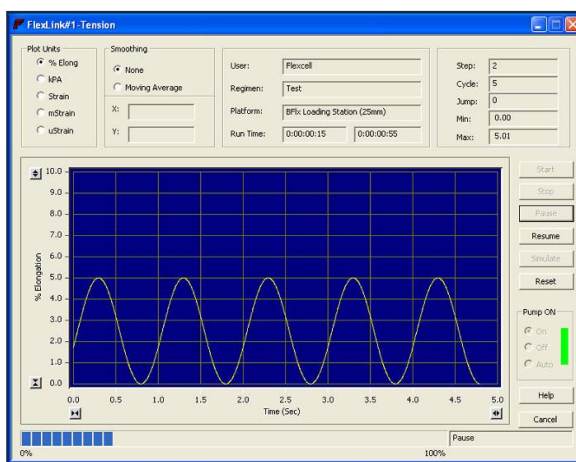 FlexLink#1-Tension
Plot Units
% Elong
kPA
Strain
mStrain
uStrain
Smoothing
None
Moving Average
X:
Y:
User: Flexcell
Regimen: Test
Platform: BFlx Loading Station (25mm)
Run Time: 0:00:00:15 0:00:00:55
Step: 2
Cycle: 5
Jump: 0
Min: 0.00
Max: 5.01
10.0
9.0
8.0
7.0
6.0
5.0
4.0
3.0
2.0
1.0
0.0
% Elongation
0.0 0.5 1.0 1.5 2.0 2.5 3.0 3.5 4.0 4.5 5.0
Time (Sec)
Start
Stop
Pause
Resume
Simulate
Reset
Pump ON
On
Off
Auto
Help
Cancel
Pause
0% 100%